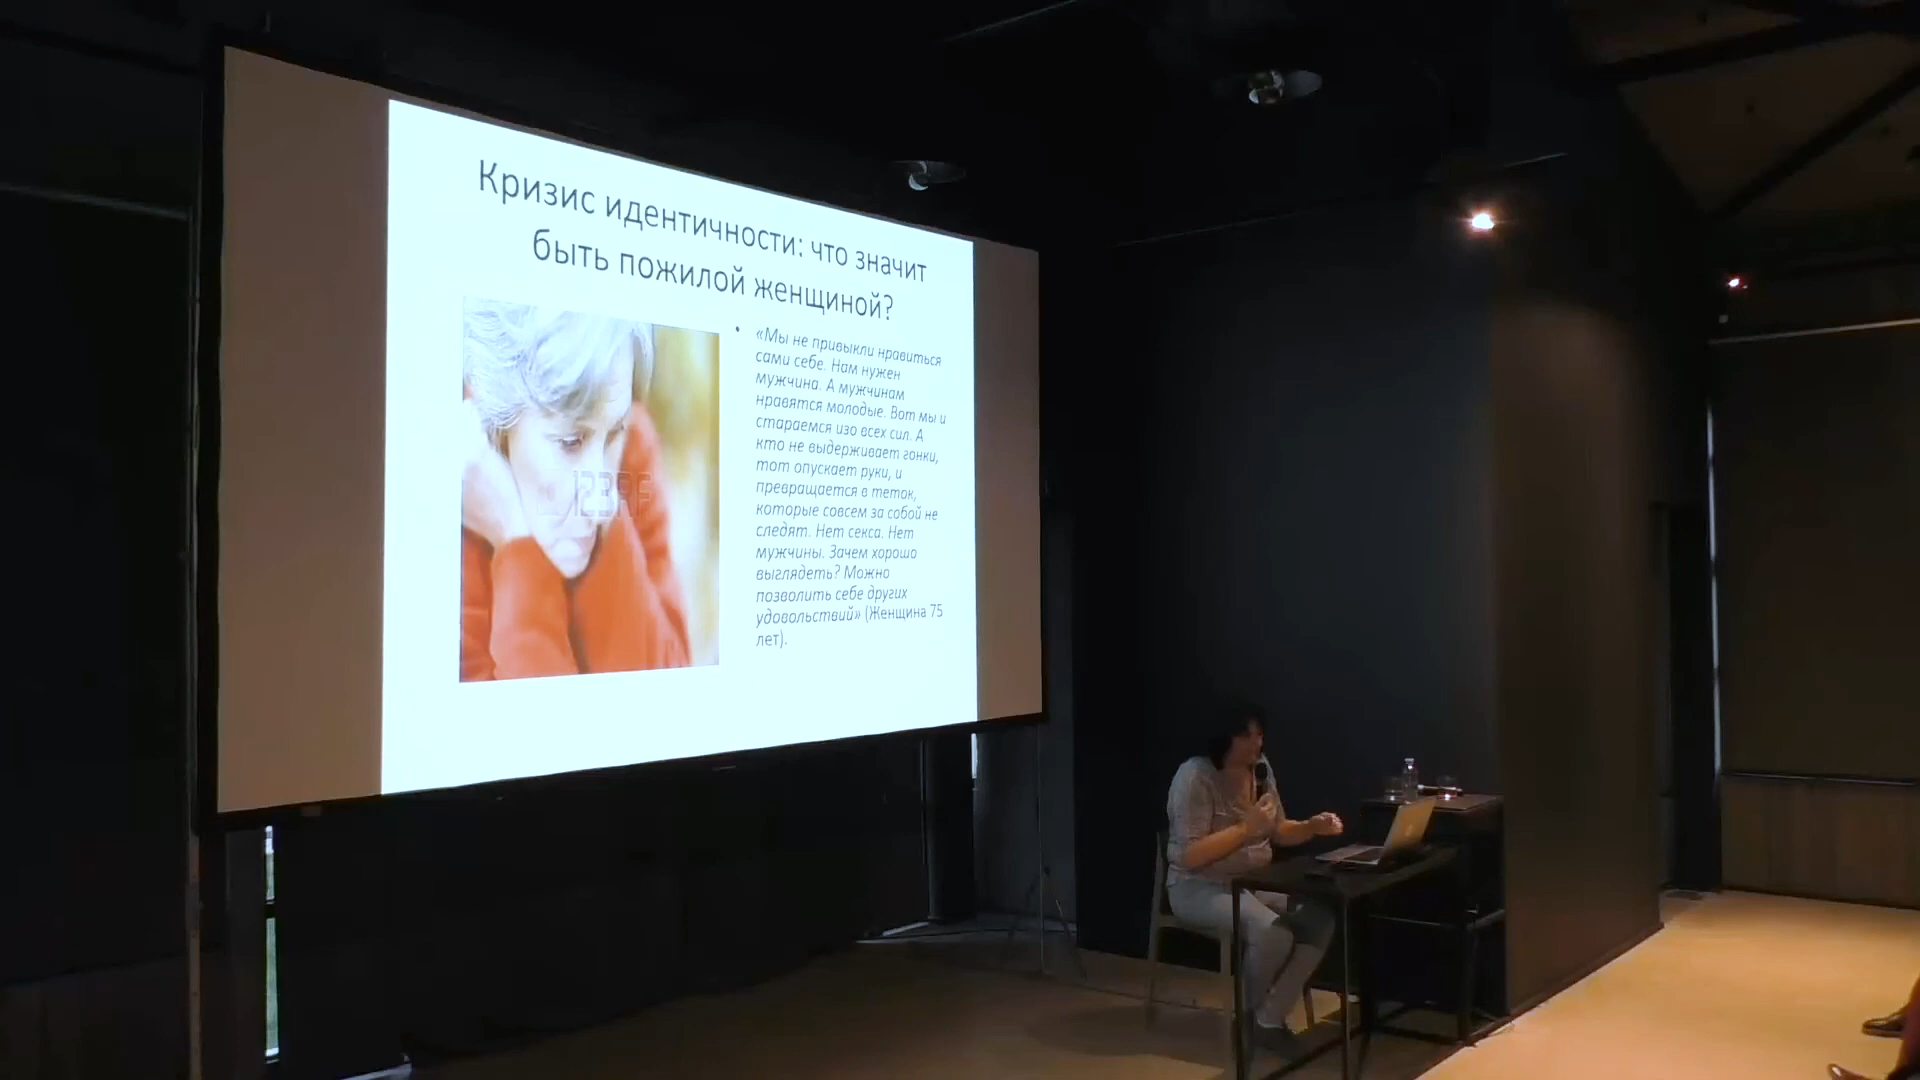 Кризис идентичности: что значит
быть пожилой женщиной?
• «Мы не привыкли нравиться
сами себе. Нам нужен
мужчина. А мужчинам
нравятся молодые. Вот мы и
стараемся изо всех сил. А
кто не выдерживает гонки,
тот опускает руки, и
превращается в теток,
которые совсем за собой не
следят. Нет секса. Нет
мужчины. Зачем хорошо
выглядеть? Можно
позволить себе других
удовольствий» (Женщина 75
лет).
123RF